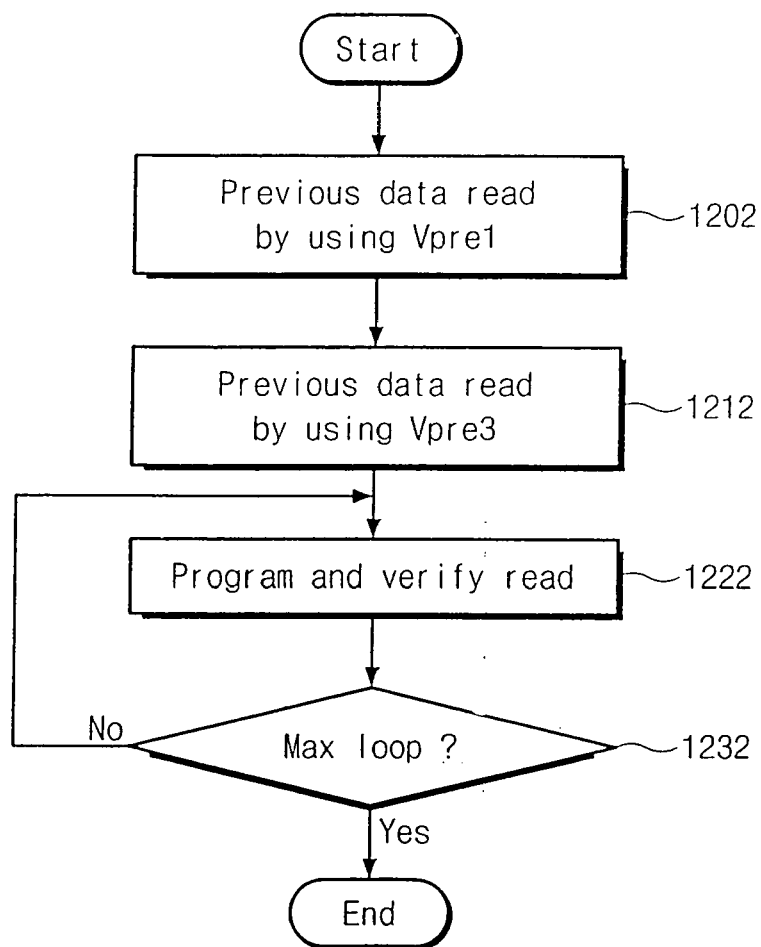 Start
Previous data read
by using Vpre1
1202
Previous data read
by using Vpre3
1212
Program and verify read
1222
No
Max loop ?
1232
Yes
End